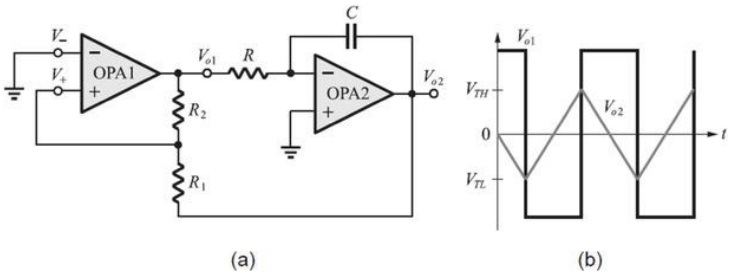 V₋
V₊
OPA1
−
+
V_{o1}
R
R₂
R₁
C
OPA2
−
+
V_{o2}
(a)
V_{o1}
V_{TH}
V_{o2}
0
t
V_{TL}
(b)